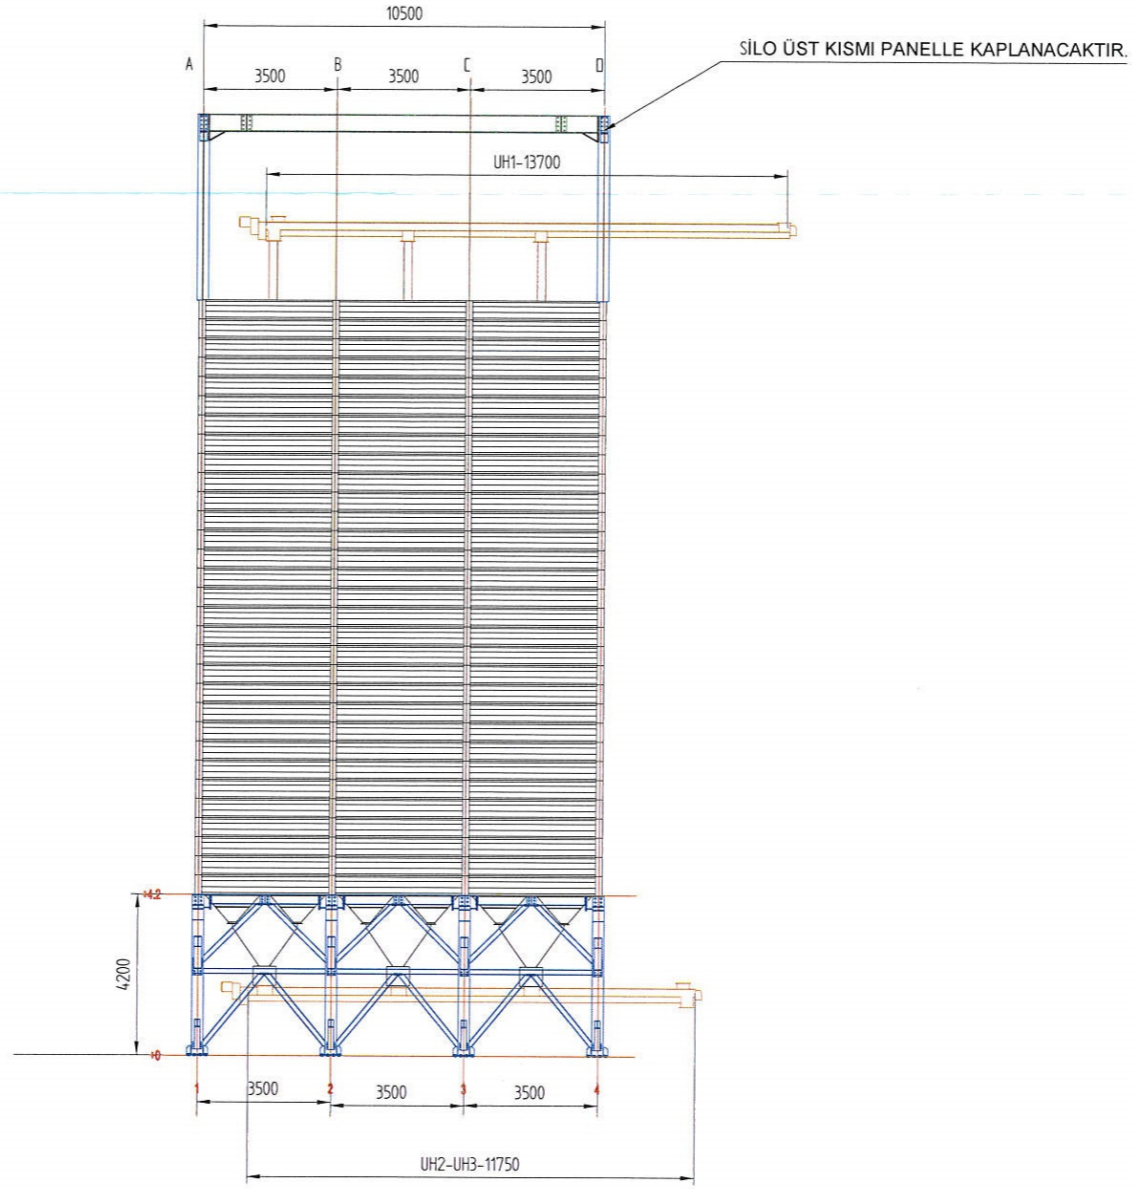 10500
SİLO ÜST KISMI PANELLE KAPLANACAKTIR.
A B C D
3500 3500 3500
UH1-13700
+4.2
4200
+0
1 2 3 4
3500 3500 3500
UH2-UH3-11750